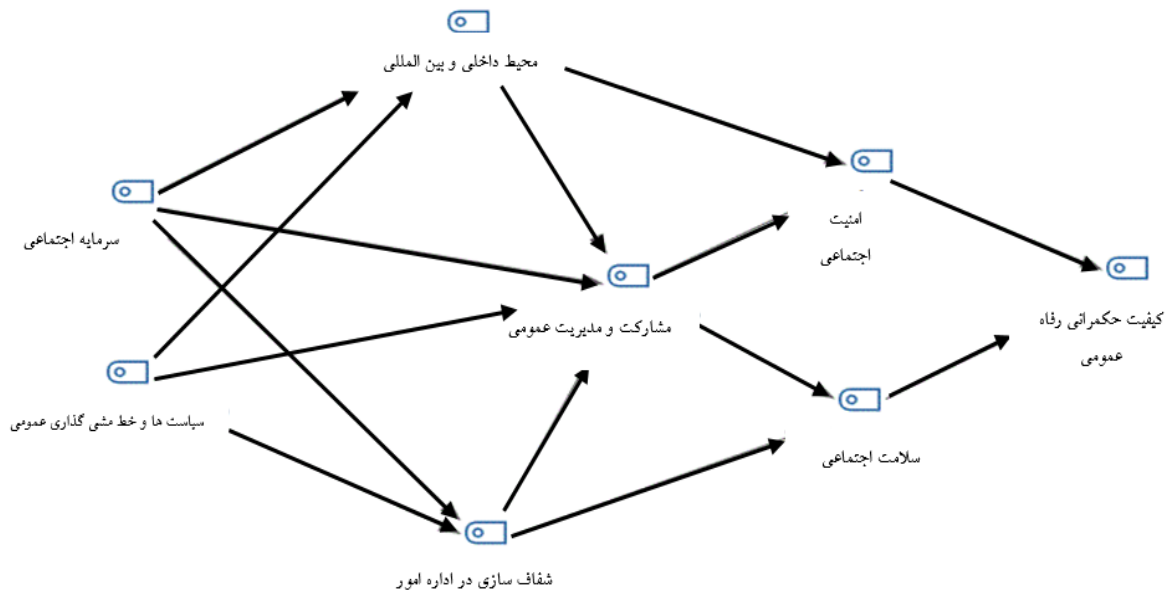 محیط داخلی و بین المللی
سرمایه اجتماعی
امنیت
اجتماعی
کیفیت حکمرانی رفاه
عمومی
مشارکت و مدیریت عمومی
سیاست ها و خط مشی گذاری عمومی
سلامت اجتماعی
شفاف سازی در اداره امور